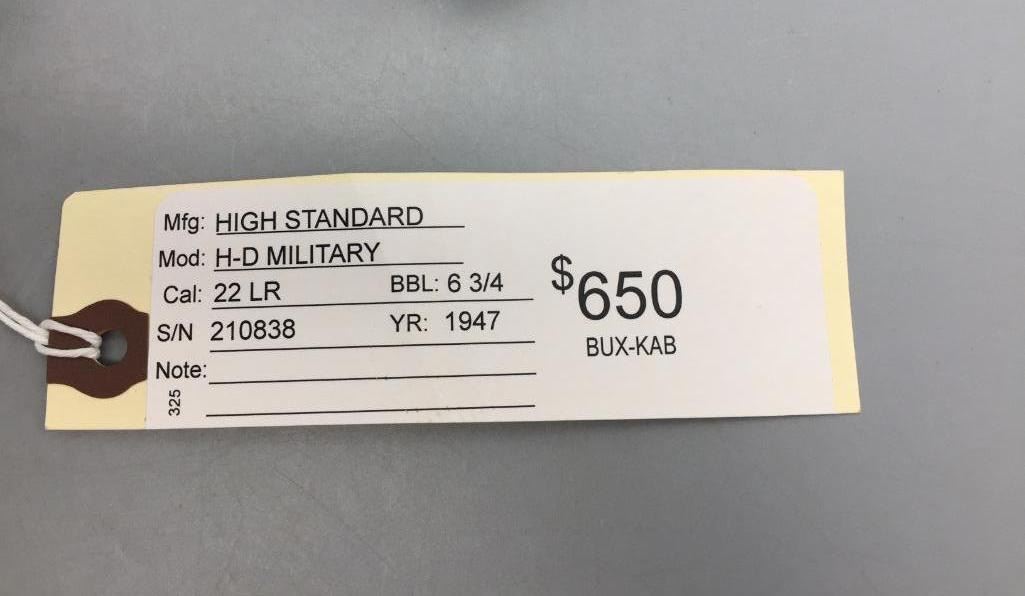 Mfg: HIGH STANDARD
Mod: H-D MILITARY
Cal: 22 LR BBL: 6 3/4
S/N 210838 YR: 1947
Note:
325
$650
BUX-KAB